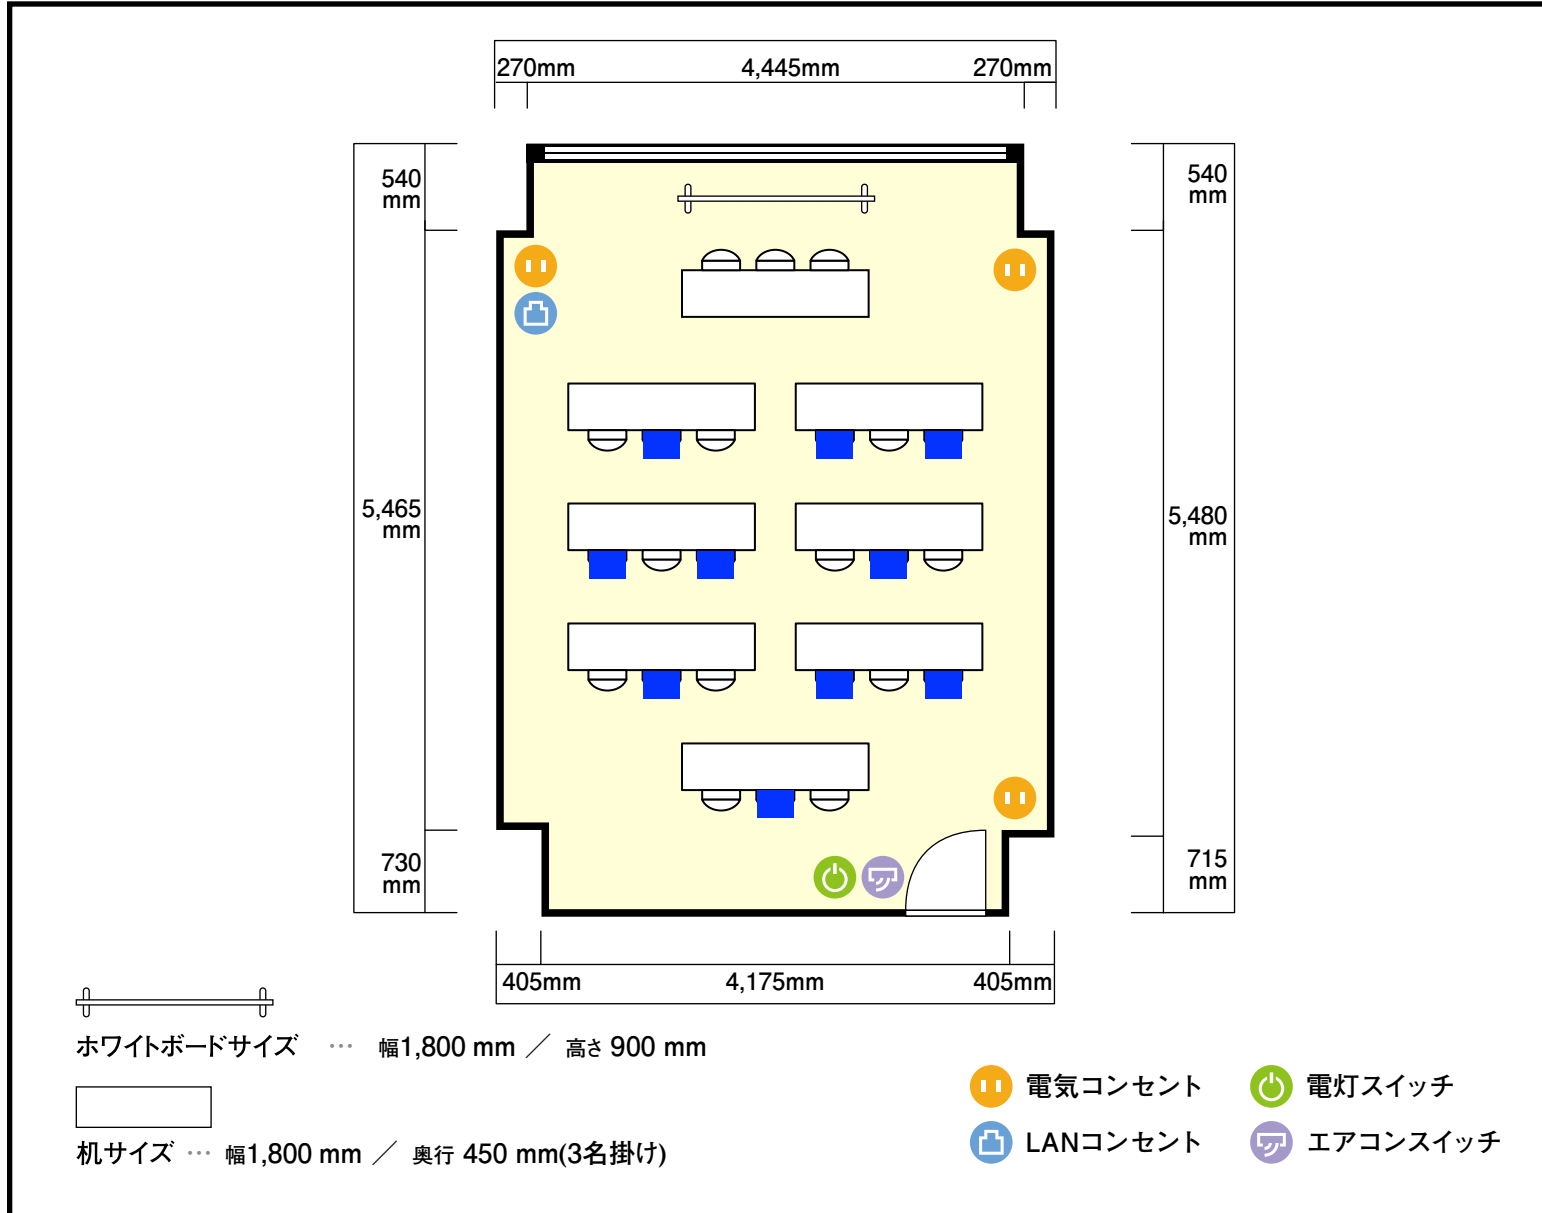 270mm 4,445mm 270mm
540
mm
540
mm
5,465
mm
5,480
mm
730
mm
715
mm
405mm 4,175mm 405mm
ホワイトボードサイズ … 幅1,800 mm ／ 高さ 900 mm
机サイズ … 幅1,800 mm ／ 奥行 450 mm(3名掛け)
電気コンセント
電灯スイッチ
LANコンセント
エアコンスイッチ